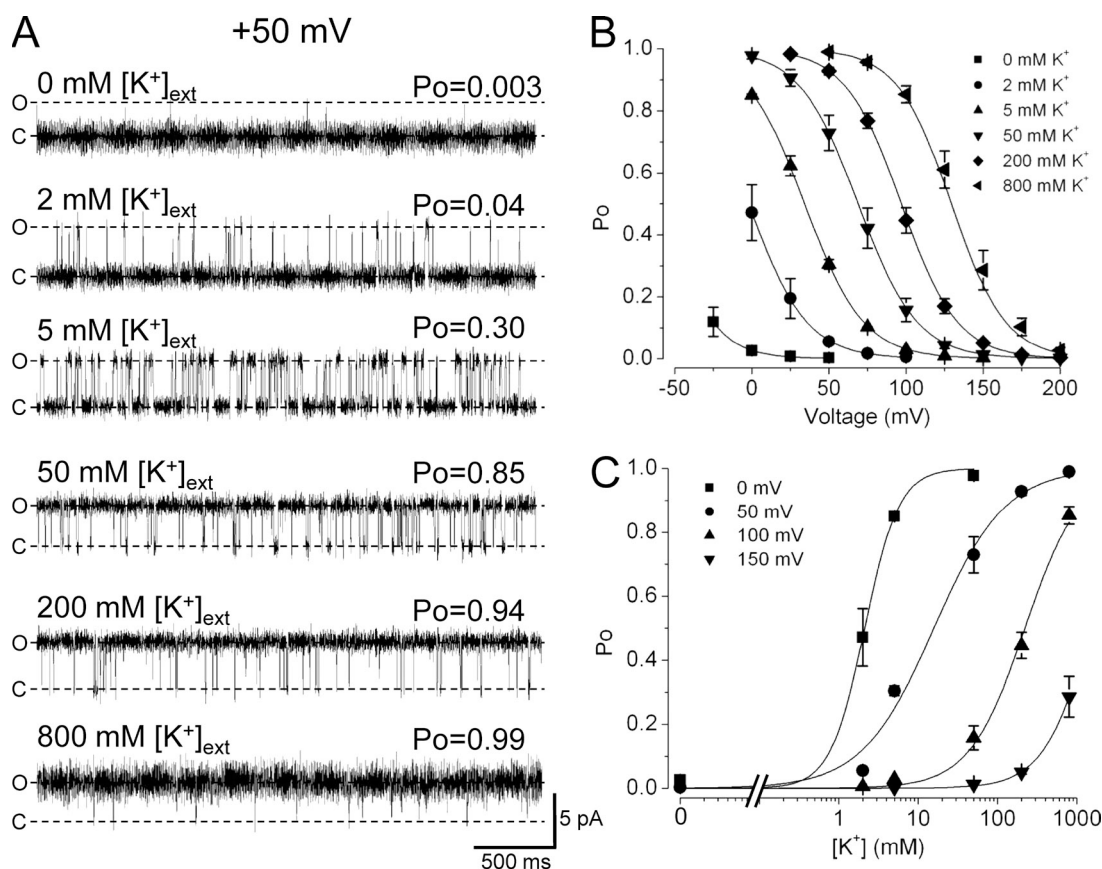 A
+50 mV
0 mM [K⁺]ext
Po=0.003
O
C
2 mM [K⁺]ext
Po=0.04
O
C
5 mM [K⁺]ext
Po=0.30
O
C
50 mM [K⁺]ext
Po=0.85
O
C
200 mM [K⁺]ext
Po=0.94
O
C
800 mM [K⁺]ext
Po=0.99
O
C
5 pA
500 ms
B
1.0
0.8
0.6
0.4
0.2
0.0
Po
0 mM K⁺
2 mM K⁺
5 mM K⁺
50 mM K⁺
200 mM K⁺
800 mM K⁺
-50 0 50 100 150 200
Voltage (mV)
C
1.0
0.8
0.6
0.4
0.2
0.0
Po
0 mV
50 mV
100 mV
150 mV
0 1 10 100 1000
[K⁺] (mM)